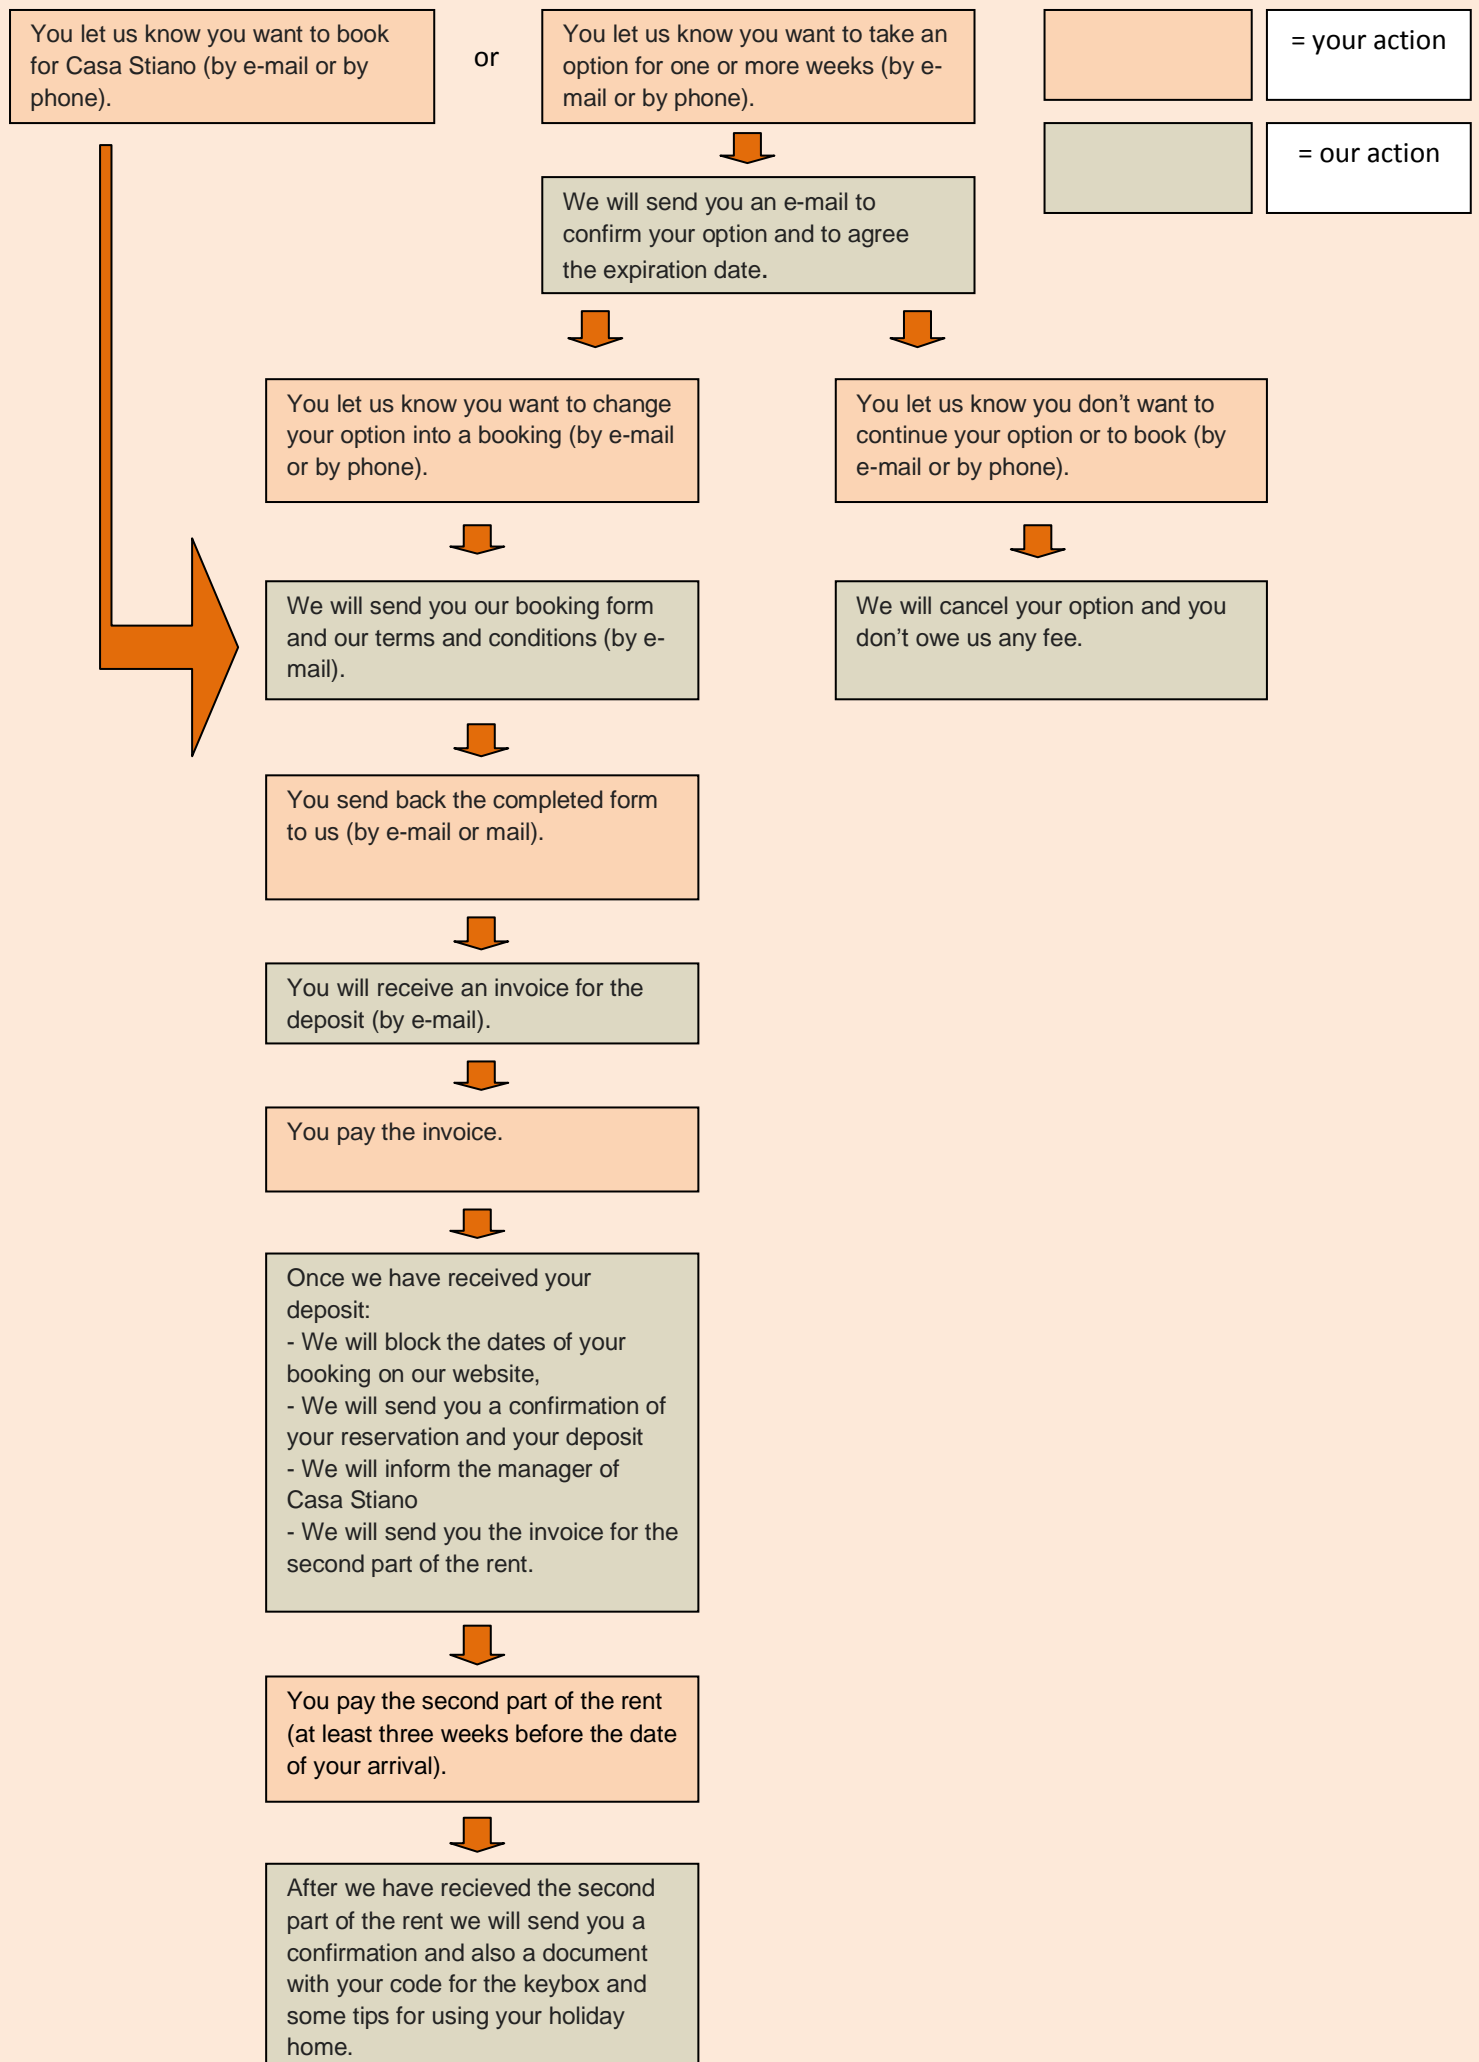 You let us know you want to book
for Casa Stiano (by e-mail or by
phone).
or
You let us know you want to take an
option for one or more weeks (by e-
mail or by phone).
= your action
= our action
We will send you an e-mail to
confirm your option and to agree
the expiration date.
You let us know you want to change
your option into a booking (by e-mail
or by phone).
You let us know you don’t want to
continue your option or to book (by
e-mail or by phone).
We will send you our booking form
and our terms and conditions (by e-
mail).
We will cancel your option and you
don’t owe us any fee.
You send back the completed form
to us (by e-mail or mail).
You will receive an invoice for the
deposit (by e-mail).
You pay the invoice.
Once we have received your
deposit:
- We will block the dates of your
booking on our website,
- We will send you a confirmation of
your reservation and your deposit
- We will inform the manager of
Casa Stiano
- We will send you the invoice for the
second part of the rent.
You pay the second part of the rent
(at least three weeks before the date
of your arrival).
After we have recieved the second
part of the rent we will send you a
confirmation and also a document
with your code for the keybox and
some tips for using your holiday
home.